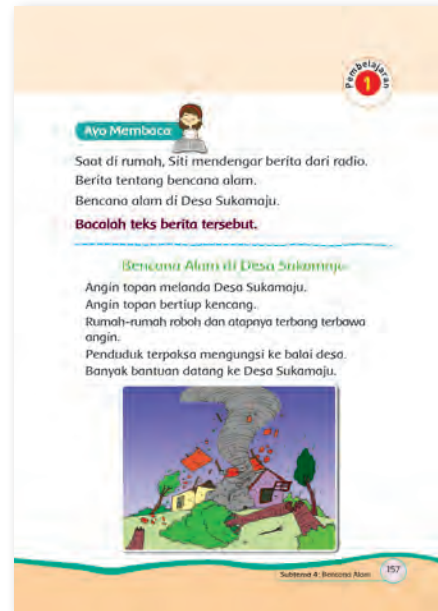 Pembelajaran
1
Ayo Membaca
Saat di rumah, Siti mendengar berita dari radio.
Berita tentang bencana alam.
Bencana alam di Desa Sukamaju.
Bacalah teks berita tersebut.
Bencana Alam di Desa Sukamaju
Angin topan melanda Desa Sukamaju.
Angin topan bertiup kencang.
Rumah-rumah roboh dan atapnya terbang terbawa
angin.
Penduduk terpaksa mengungsi ke balai desa.
Banyak bantuan datang ke Desa Sukamaju.
Subtema 4: Bencana Alam
157